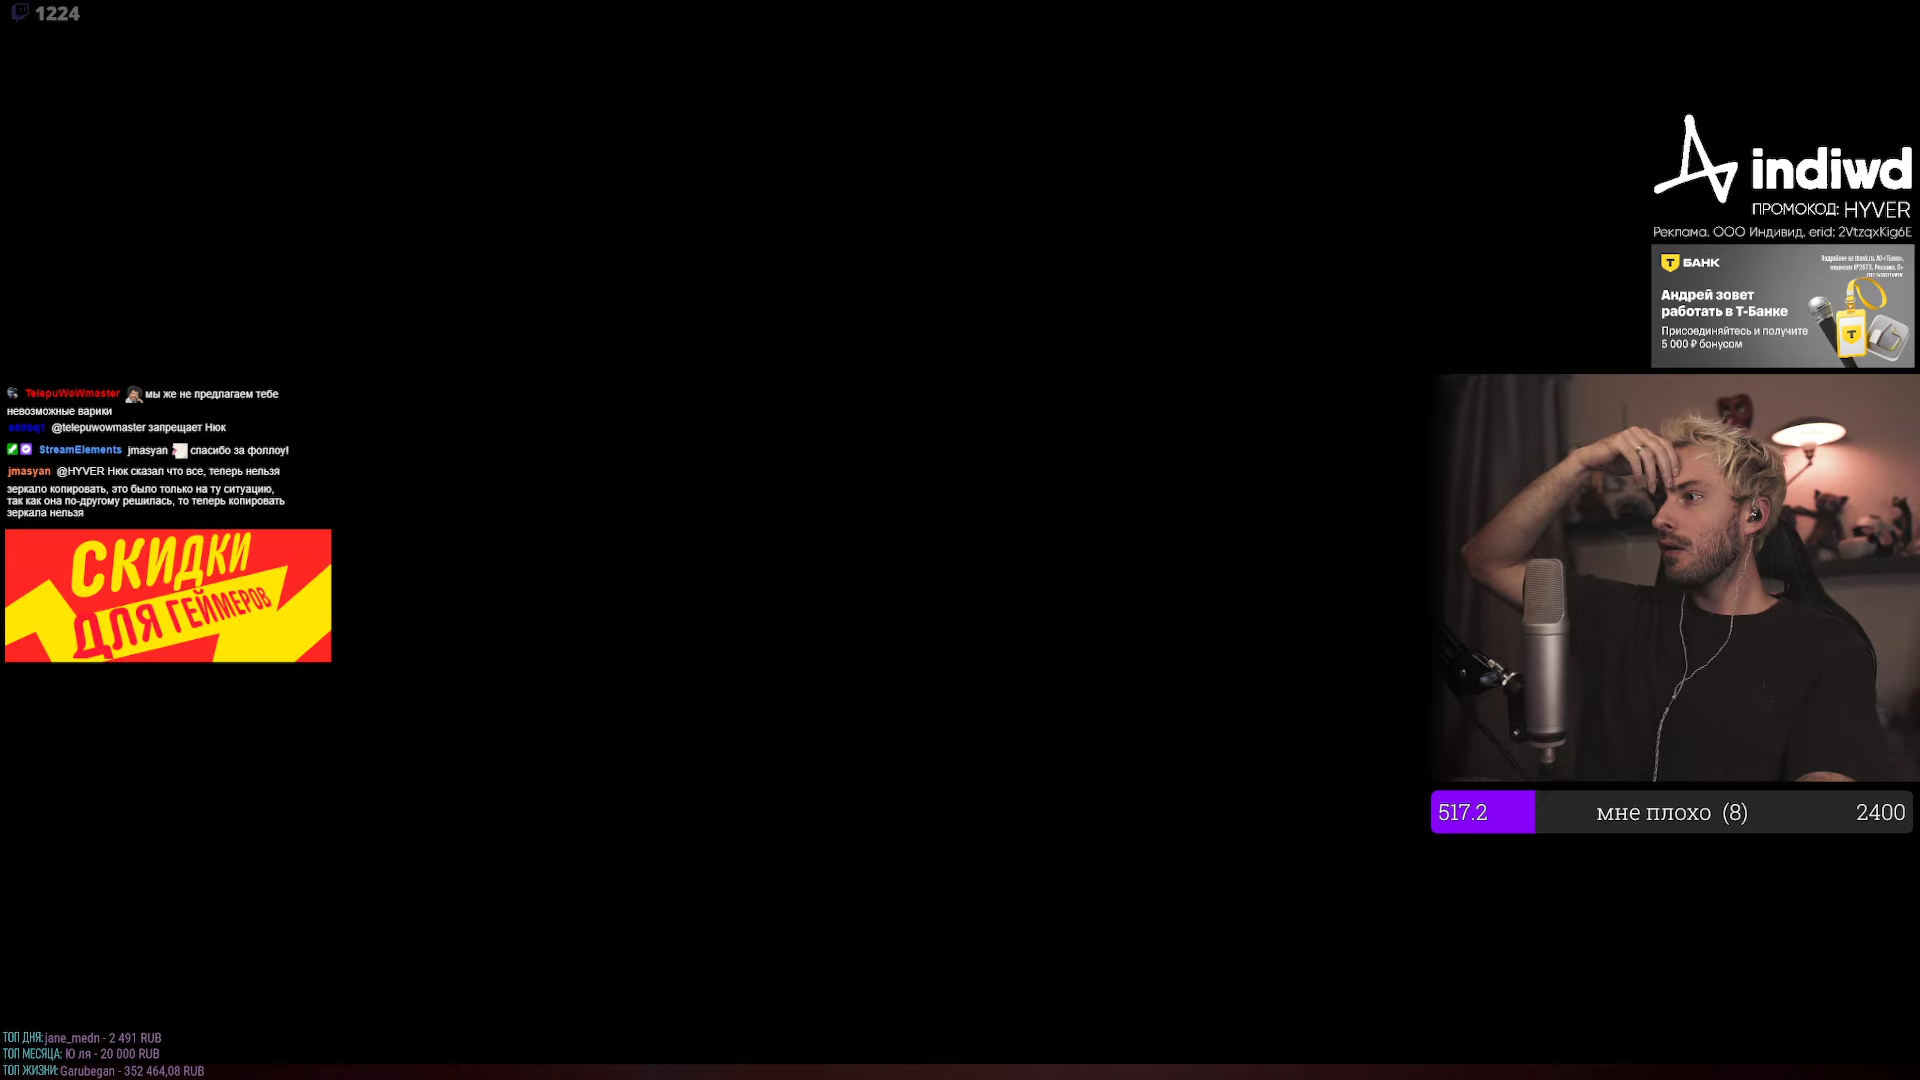 1224
indiwd
ПРОМОКОД: HYVER
Реклама. ООО Индивид. erid: 2VtzqxKig6E
Т БАНК
Андрей зовет
работать в Т-Банке
Присоединяйтесь и получите
5 000 ₽ бонусом
TelepuWoWmaster мы же не предлагаем тебе
невозможные варики
@telepuwowmaster запрещает Нюк
StreamElements jmasyan спасибо за фоллоу!
jmasyan @HYVER Нюк сказал что все, теперь нельзя
зеркало копировать, это было только на ту ситуацию,
так как она по-другому решилась, то теперь копировать
зеркала нельзя
СКИДКИ
ДЛЯ ГЕЙМЕРОВ
517.2 мне плохо (8) 2400
ТОП ДНЯ: jane_medn - 2 491 RUB
ТОП МЕСЯЦА: Ю ля - 20 000 RUB
ТОП ЖИЗНИ: Garubegan - 352 464,08 RUB